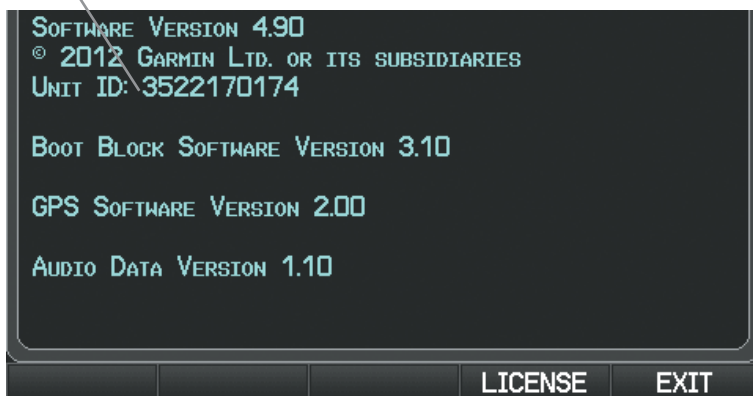 Software Version 4.90
© 2012 Garmin Ltd. or its subsidiaries
Unit ID: 3522170174
Boot Block Software Version 3.10
GPS Software Version 2.00
Audio Data Version 1.10
LICENSE EXIT